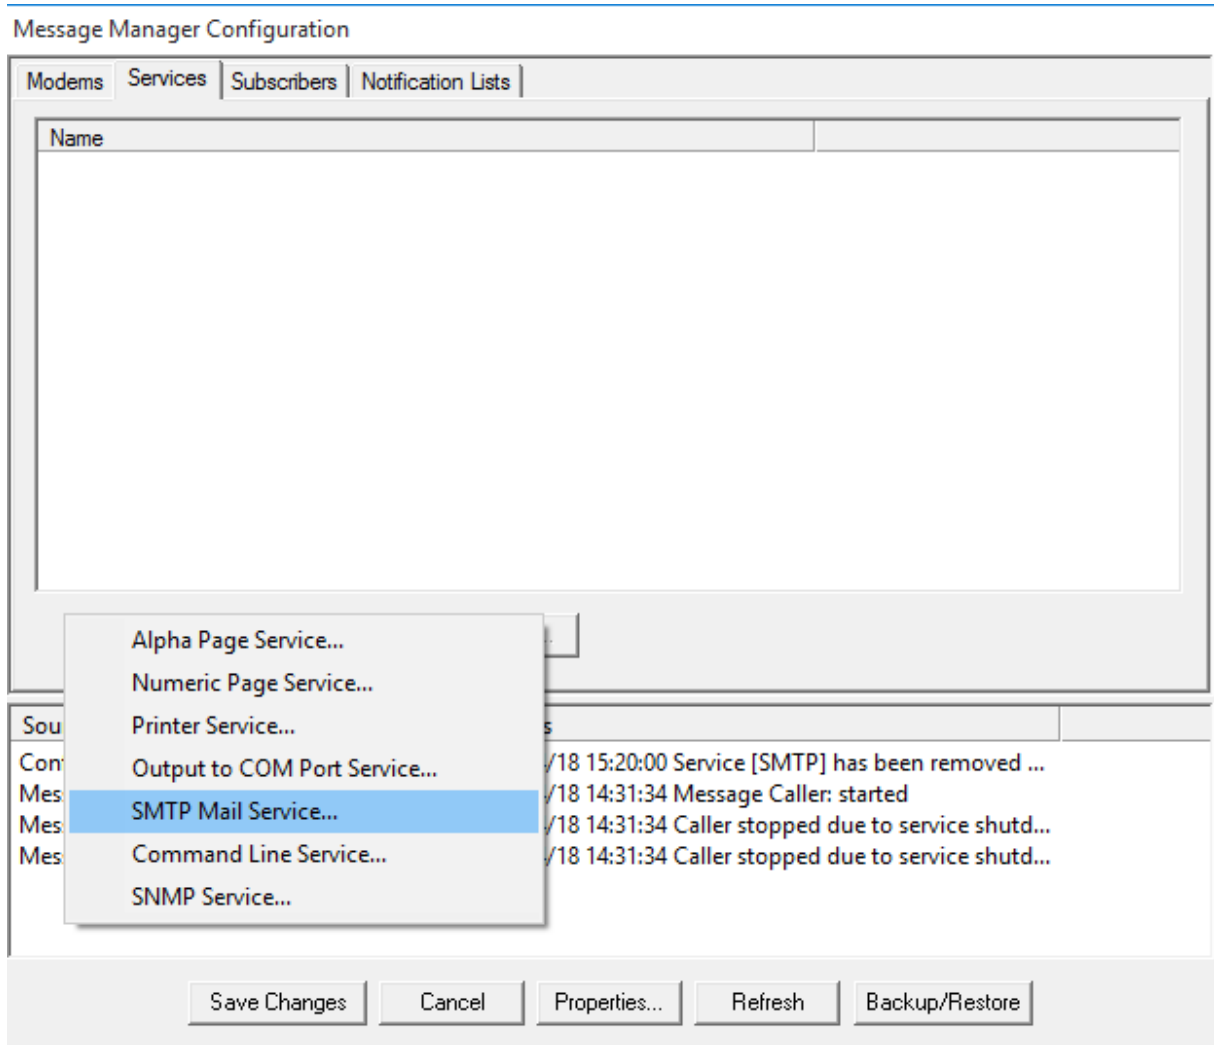 Message Manager Configuration
Modems Services Subscribers Notification Lists
Name
Alpha Page Service...
Numeric Page Service...
Printer Service...
Output to COM Port Service...
SMTP Mail Service...
Command Line Service...
SNMP Service...
/18 15:20:00 Service [SMTP] has been removed ...
/18 14:31:34 Message Caller: started
/18 14:31:34 Caller stopped due to service shutd...
/18 14:31:34 Caller stopped due to service shutd...
Save Changes Cancel Properties... Refresh Backup/Restore